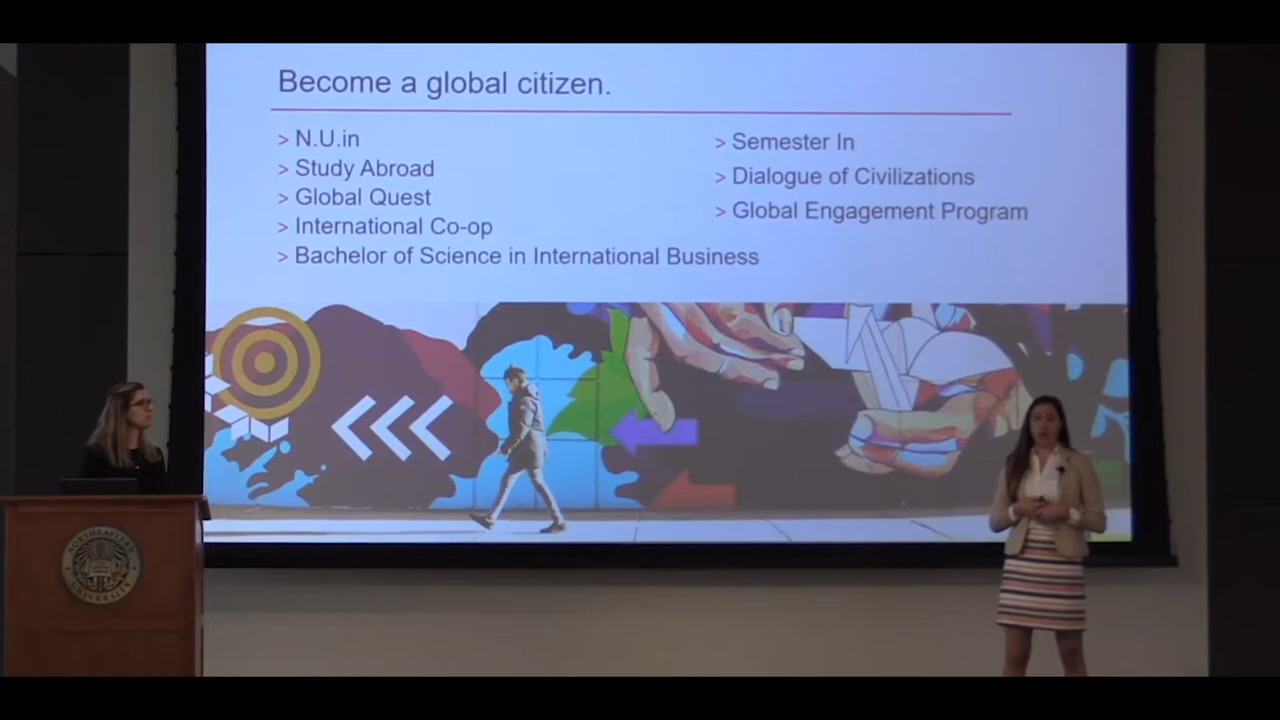 Become a global citizen.
> N.U.in
> Study Abroad
> Global Quest
> International Co-op
> Bachelor of Science in International Business
> Semester In
> Dialogue of Civilizations
> Global Engagement Program
NORTHEASTERN
UNIVERSITY